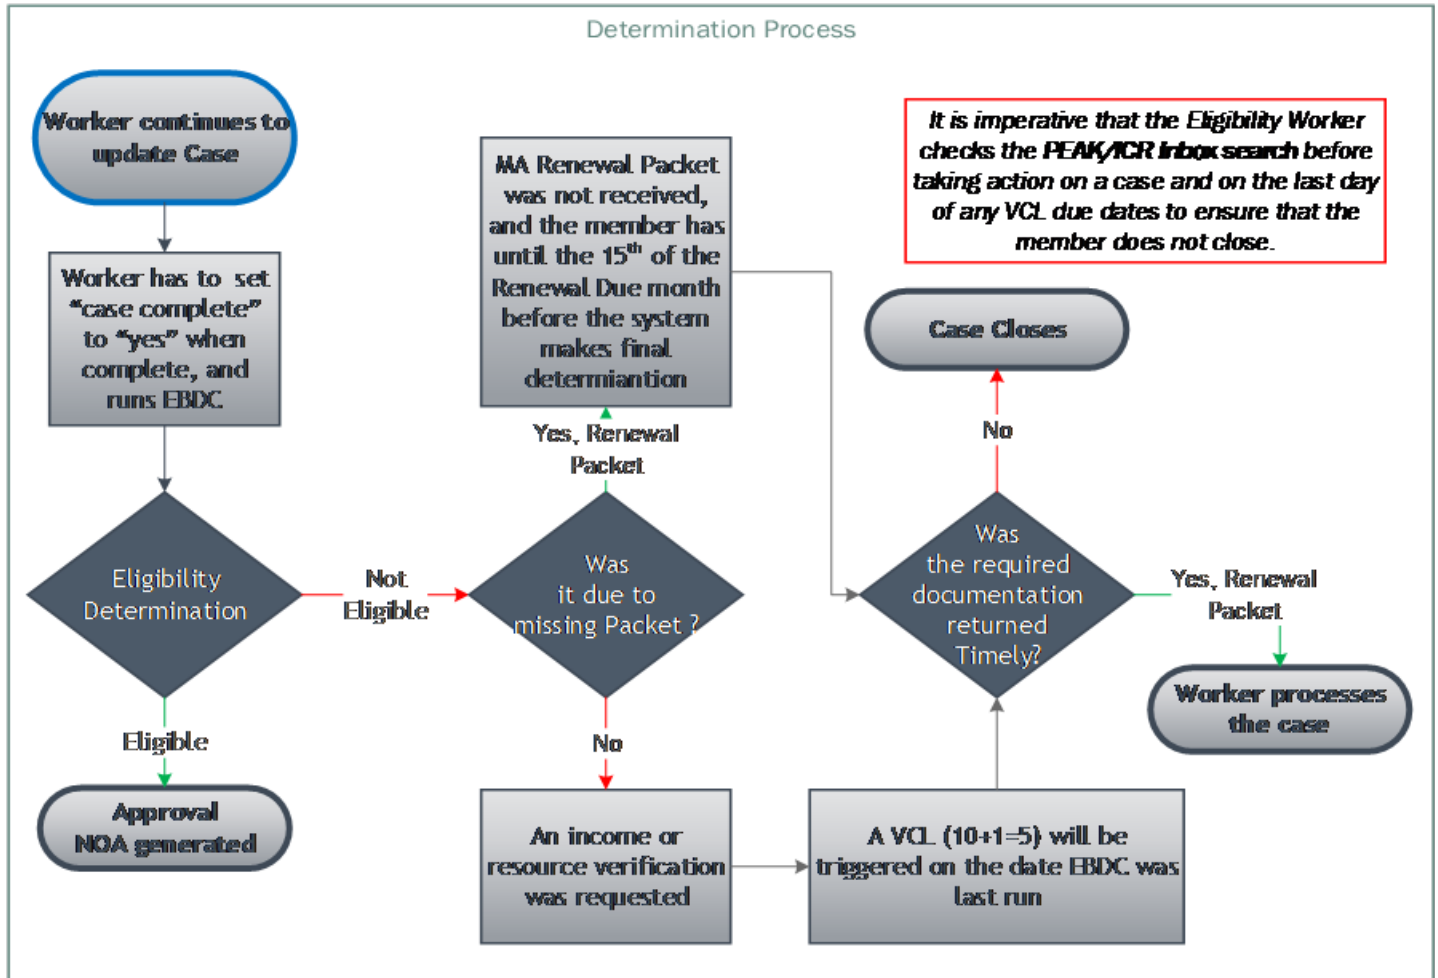 Determination Process
Worker continues to
update Case
Worker has to set
“case complete”
to “yes” when
complete, and
runs EBDC
Eligibility
Determination
Not
Eligible
Eligible
Approval
NOA generated
MA Renewal Packet
was not received,
and the member has
until the 15th of the
Renewal Due month
before the system
makes final
determiantion
Yes, Renewal
Packet
Was
it due to
missing Packet ?
No
An income or
resource verification
was requested
A VCL (10+1=5) will be
triggered on the date EBDC was
last run
It is imperative that the Eligibility Worker
checks the PEAK/ICR inbox search before
taking action on a case and on the last day
of any VCL due dates to ensure that the
member does not close.
Case Closes
No
Was
the required
documentation
returned
Timely?
Yes, Renewal
Packet
Worker processes
the case